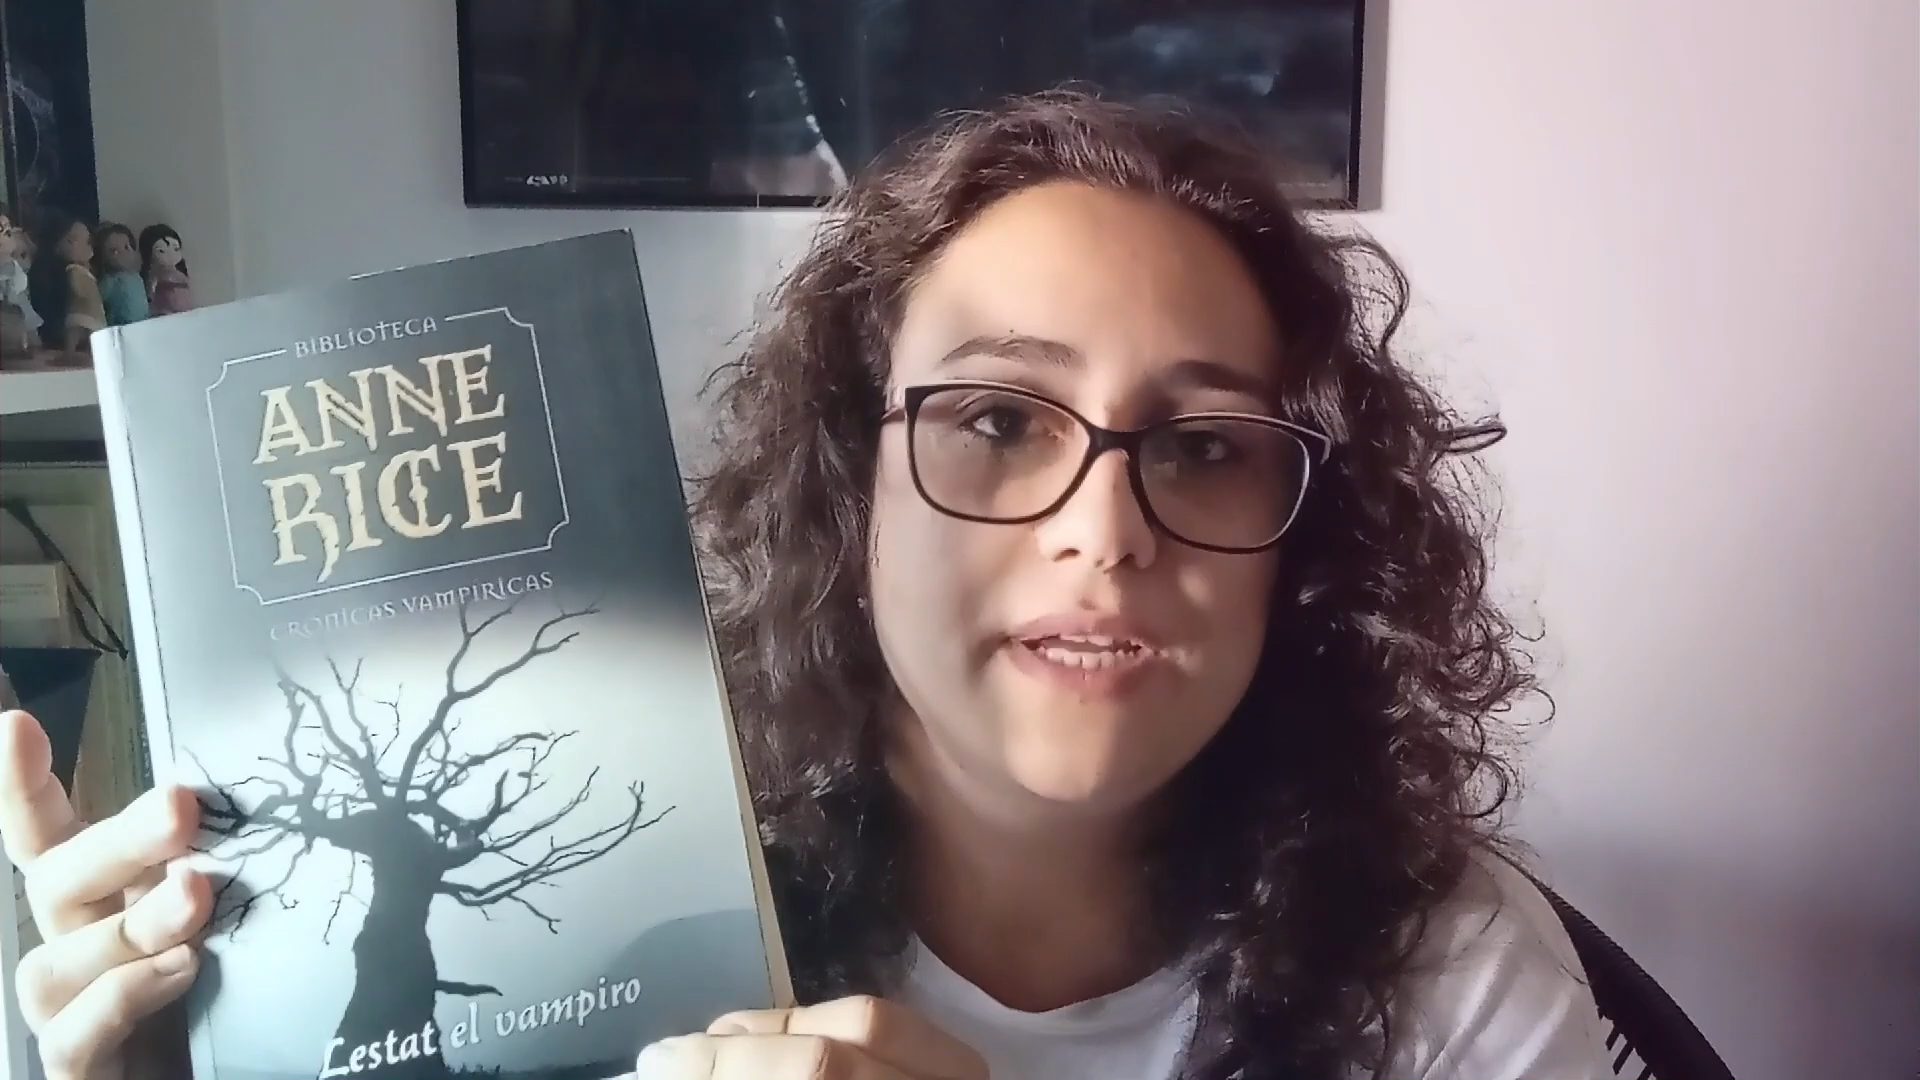 BIBLIOTECA
ANNE
RICE
CRÓNICAS VAMPÍRICAS
Lestat el vampiro